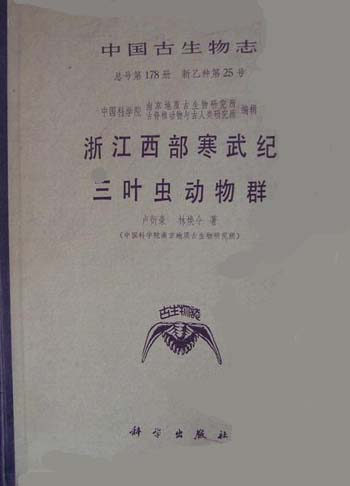 中国古生物志
总号第178册 新乙种第25号
中国科学院 南京地质古生物研究所 古脊椎动物与古人类研究所 编辑
浙江西部寒武纪
三叶虫动物群
卢衍豪 林焕令 著
(中国科学院南京地质古生物研究所)
古生物志
科学出版社